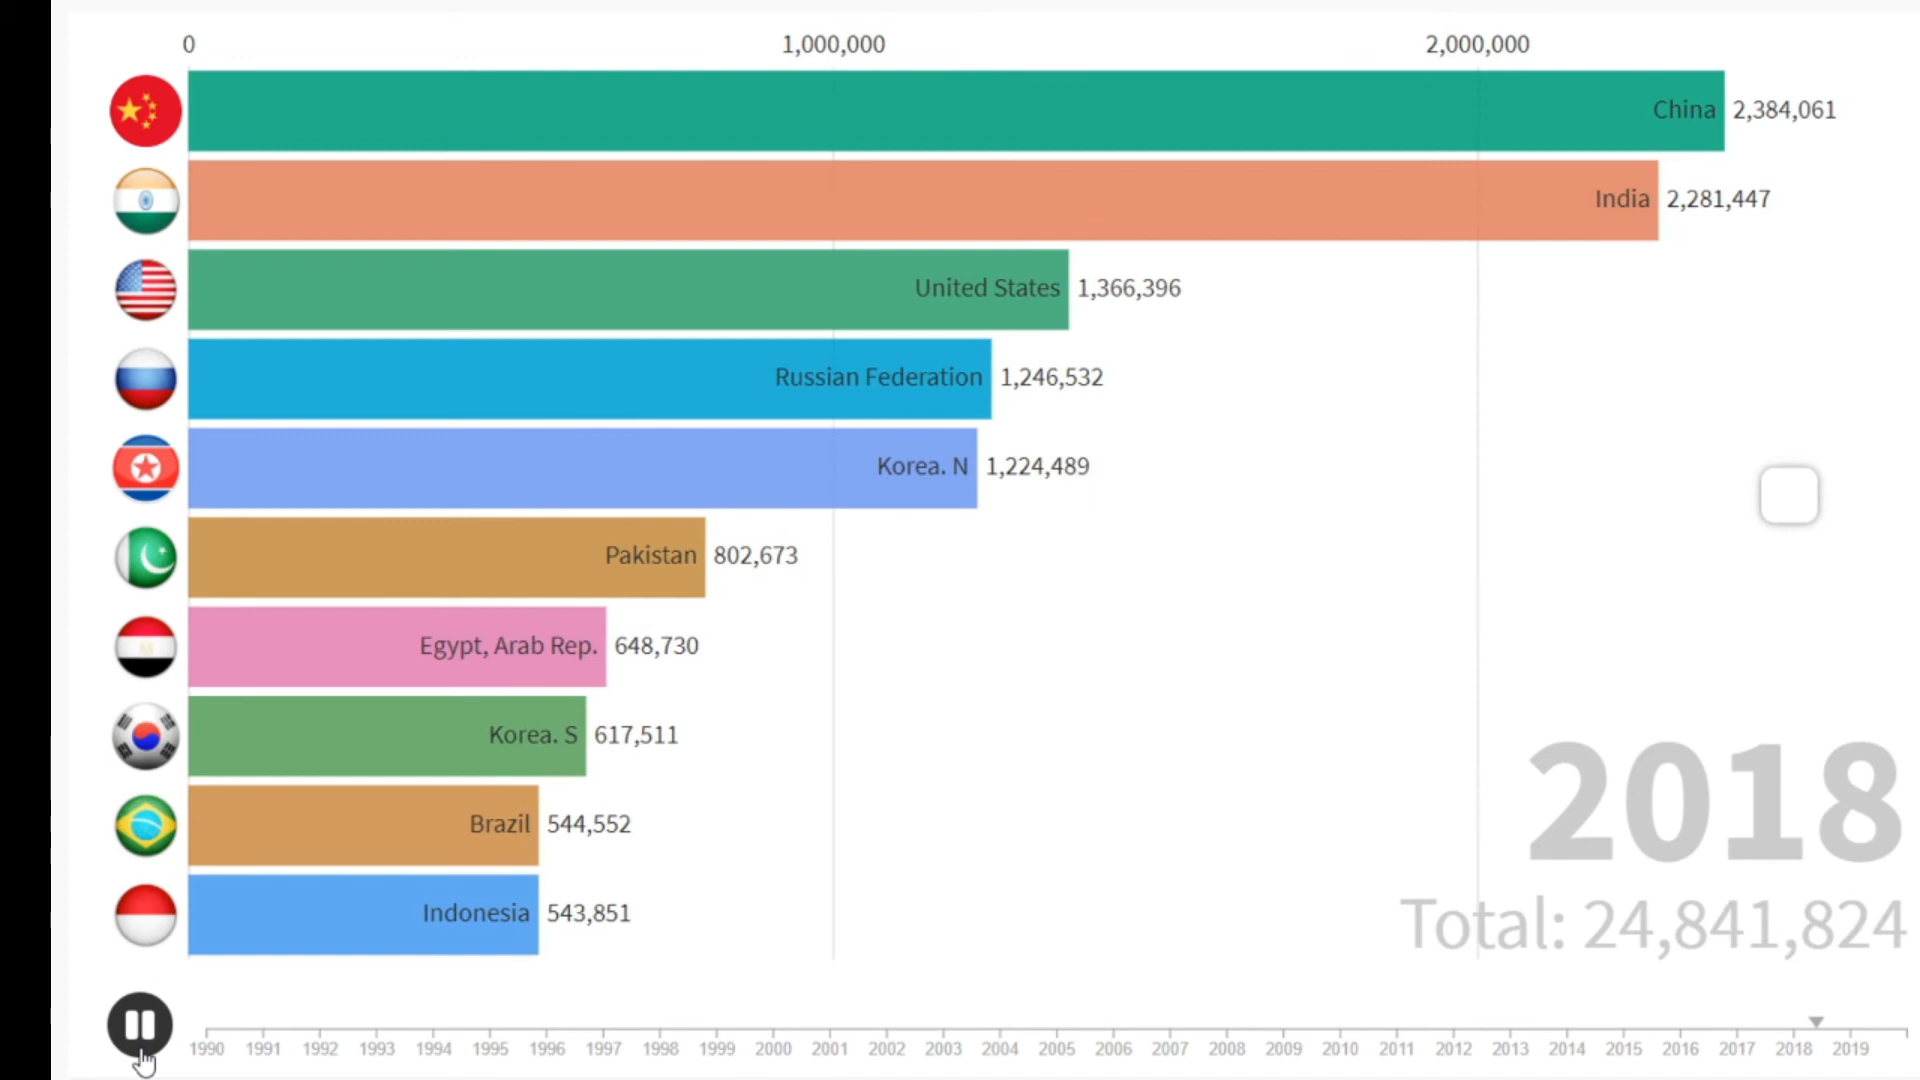 0 1,000,000 2,000,000
China 2,384,061
India 2,281,447
United States 1,366,396
Russian Federation 1,246,532
Korea. N 1,224,489
Pakistan 802,673
Egypt, Arab Rep. 648,730
Korea. S 617,511
Brazil 544,552
Indonesia 543,851
2018
Total: 24,841,824
1990 1991 1992 1993 1994 1995 1996 1997 1998 1999 2000 2001 2002 2003 2004 2005 2006 2007 2008 2009 2010 2011 2012 2013 2014 2015 2016 2017 2018 2019